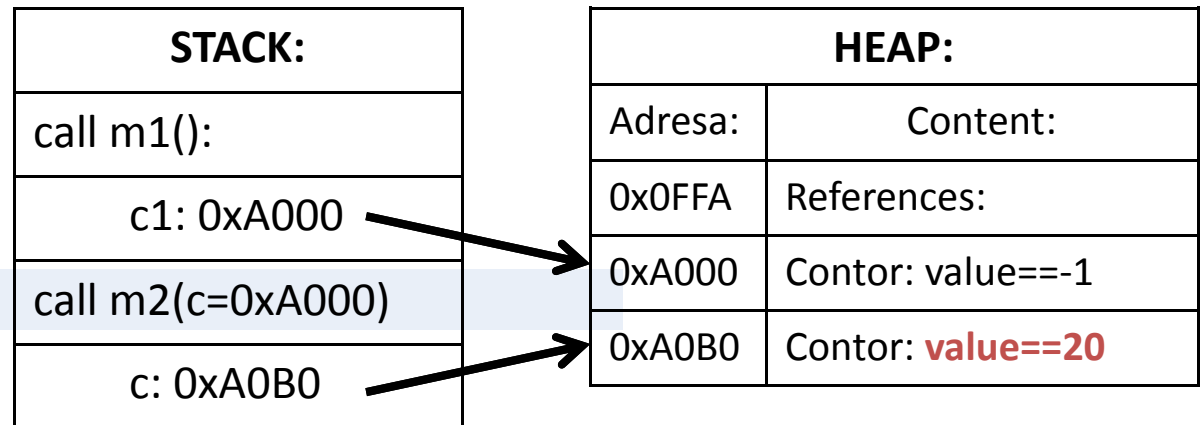 STACK:
call m1():
c1: 0xA000
call m2(c=0xA000)
c: 0xA0B0
HEAP:
Adresa: Content:
0x0FFA References:
0xA000 Contor: value==-1
0xA0B0 Contor: value==20